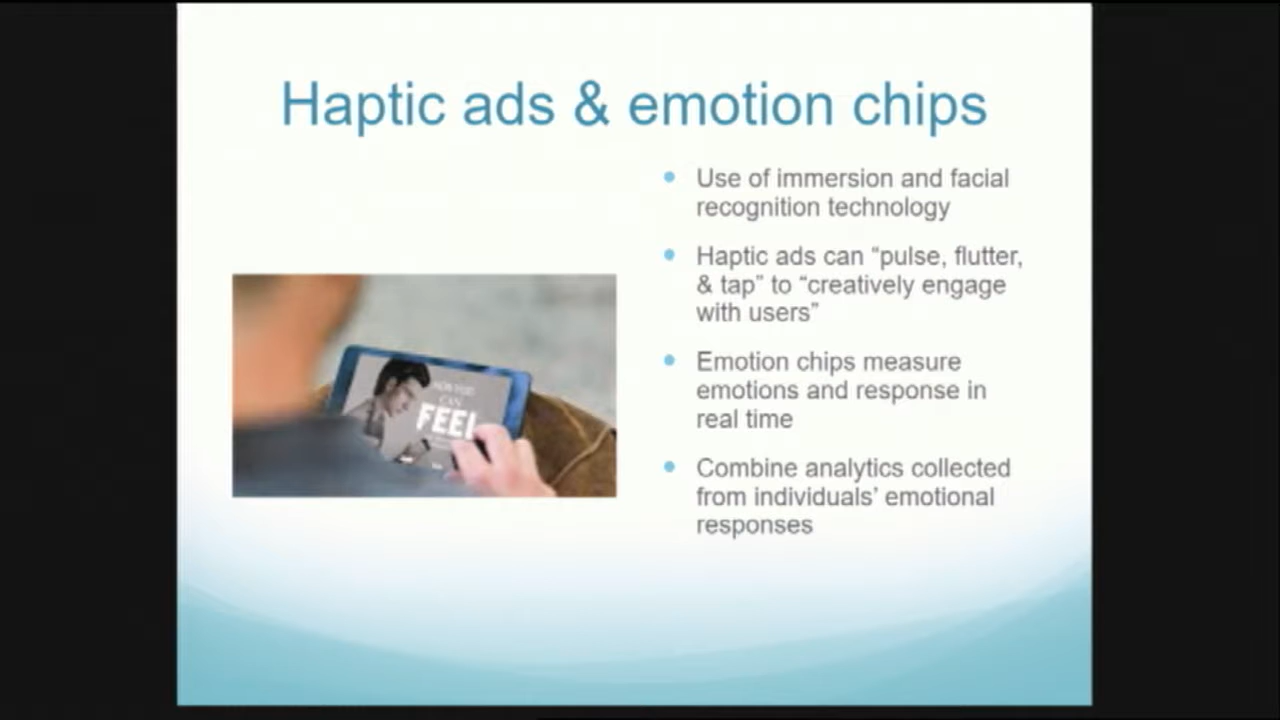 Haptic ads & emotion chips
Use of immersion and facial
recognition technology
Haptic ads can “pulse, flutter,
& tap” to “creatively engage
with users”
Emotion chips measure
emotions and response in
real time
Combine analytics collected
from individuals’ emotional
responses
CAN
FEEL